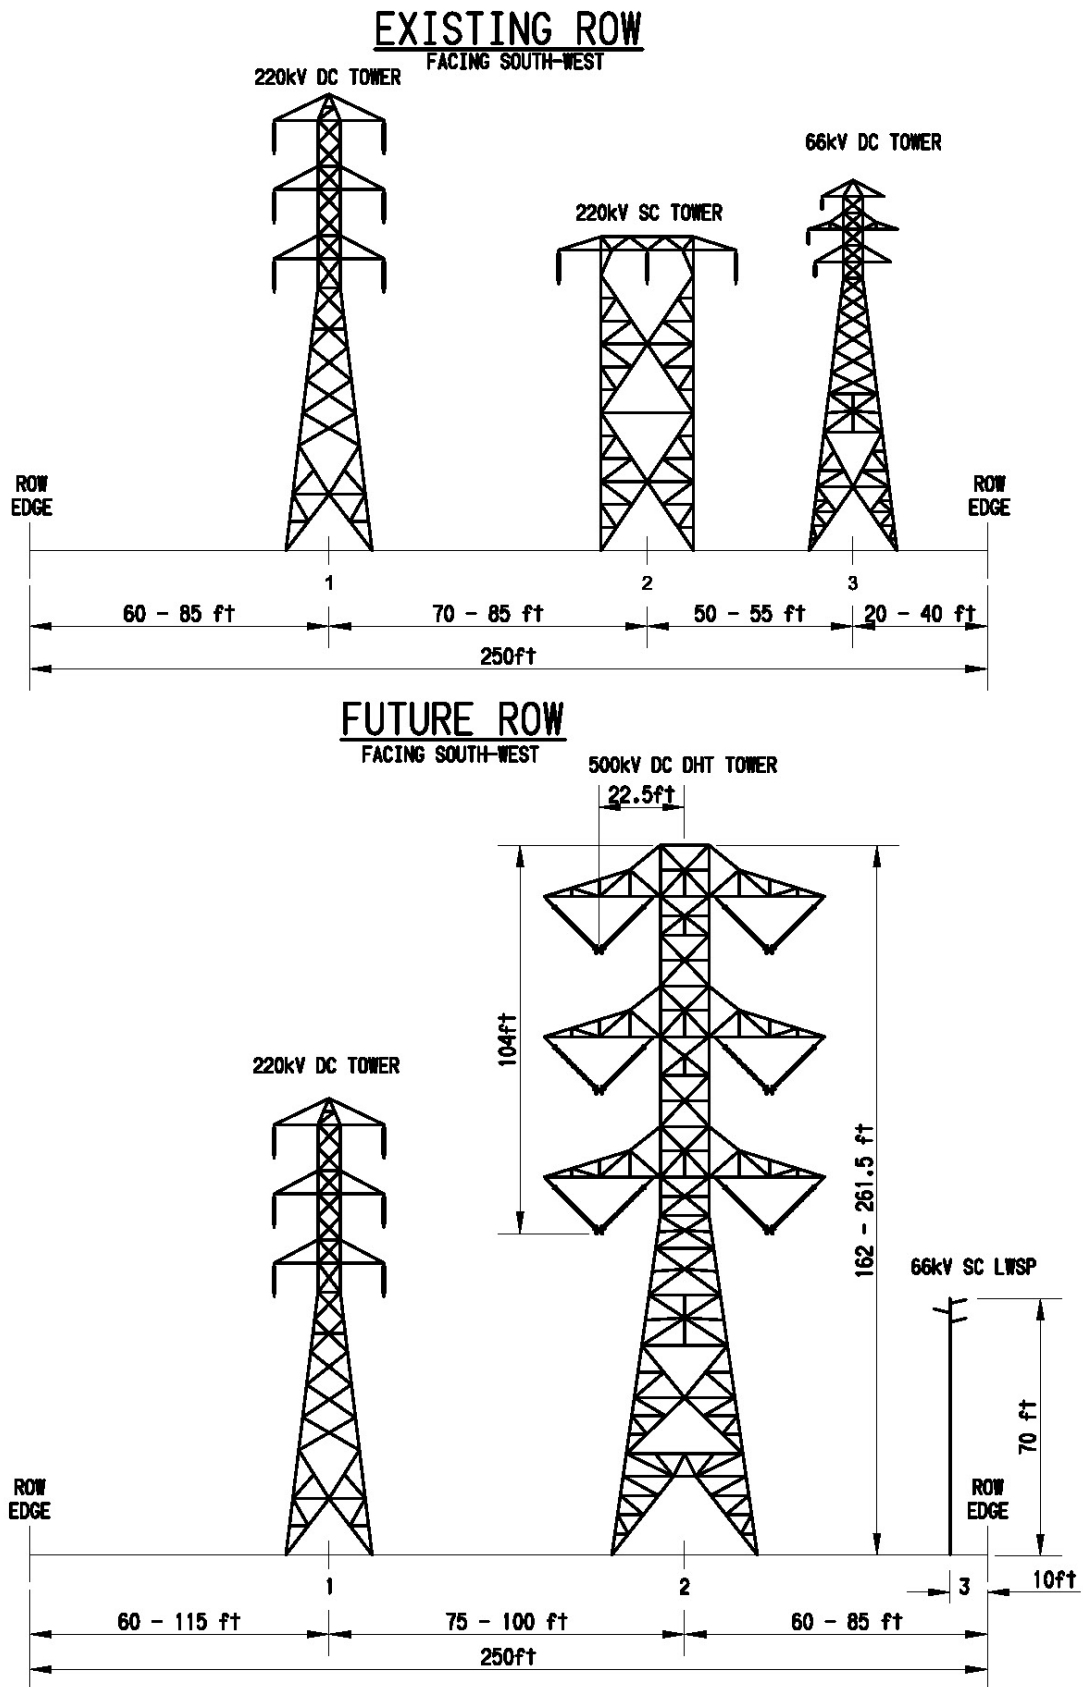 EXISTING ROW
FACING SOUTH-WEST
220kV DC TOWER
66kV DC TOWER
220kV SC TOWER
ROW
EDGE
ROW
EDGE
1
2
3
60 - 85 ft
70 - 85 ft
50 - 55 ft
20 - 40 ft
250ft
FUTURE ROW
FACING SOUTH-WEST
500kV DC DHT TOWER
22.5ft
104ft
220kV DC TOWER
162 - 261.5 ft
66kV SC LWSP
70 ft
ROW
EDGE
ROW
EDGE
1
2
3
10ft
60 - 115 ft
75 - 100 ft
60 - 85 ft
250ft